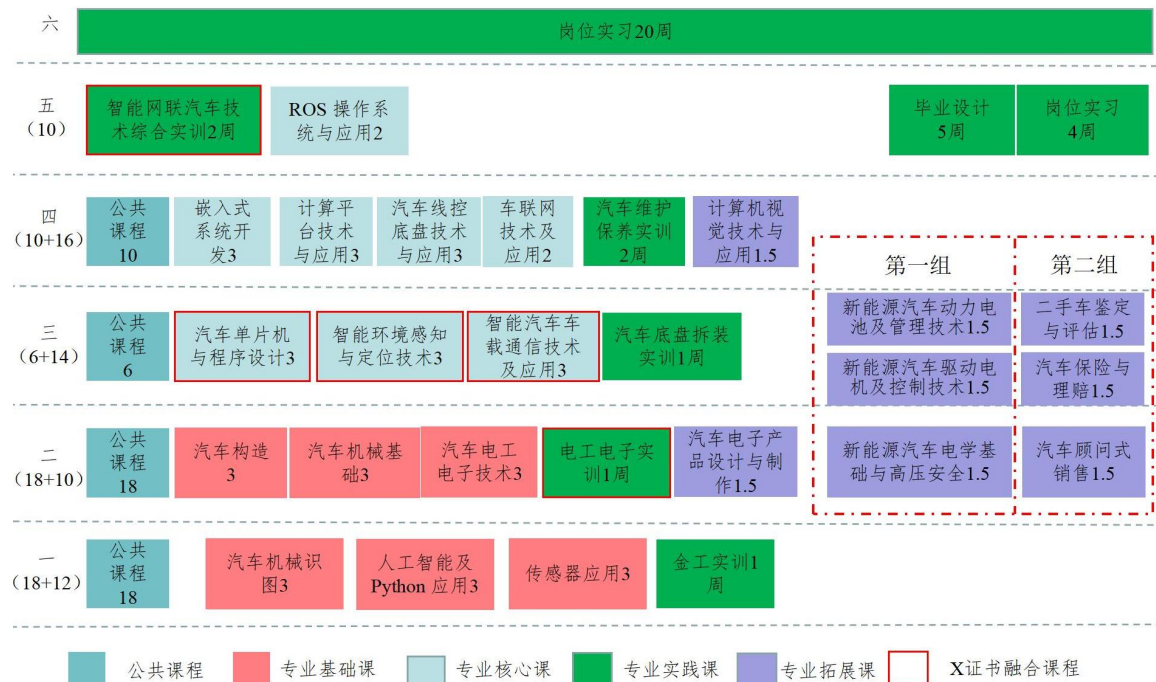 六
岗位实习20周
五
（10）
智能网联汽车技
术综合实训2周
ROS 操作系
统与应用2
毕业设计
5周
岗位实习
4周
四
(10+16)
公共
课程
10
嵌入式
系统开
发3
计算平
台技术
与应用3
汽车线控
底盘技术
与应用3
车联网
技术及
应用2
汽车维护
保养实训
2周
计算机视
觉技术与
应用1.5
第一组
第二组
三
(6+14)
公共
课程
6
汽车单片机
与程序设计3
智能环境感知
与定位技术3
智能汽车车
载通信技术
及应用3
汽车底盘拆装
实训1周
新能源汽车动力电
池及管理技术1.5
二手车鉴定
与评估1.5
新能源汽车驱动电
机及控制技术1.5
汽车保险与
理赔1.5
二
(18+10)
公共
课程
18
汽车构造
3
汽车机械基
础3
汽车电工
电子技术3
电工电子实
训1周
汽车电子产
品设计与制
作1.5
新能源汽车电学基
础与高压安全1.5
汽车顾问式
销售1.5
一
(18+12)
公共
课程
18
汽车机械识
图3
人工智能及
Python 应用3
传感器应用3
金工实训1
周
公共课程
专业基础课
专业核心课
专业实践课
专业拓展课
X证书融合课程